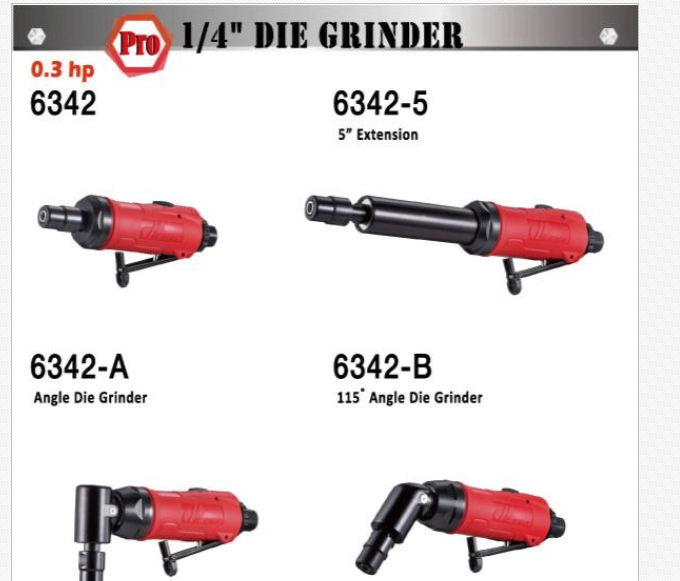 Pro 1/4" DIE GRINDER
0.3 hp
6342
6342-5
5" Extension
6342-A
Angle Die Grinder
6342-B
115° Angle Die Grinder